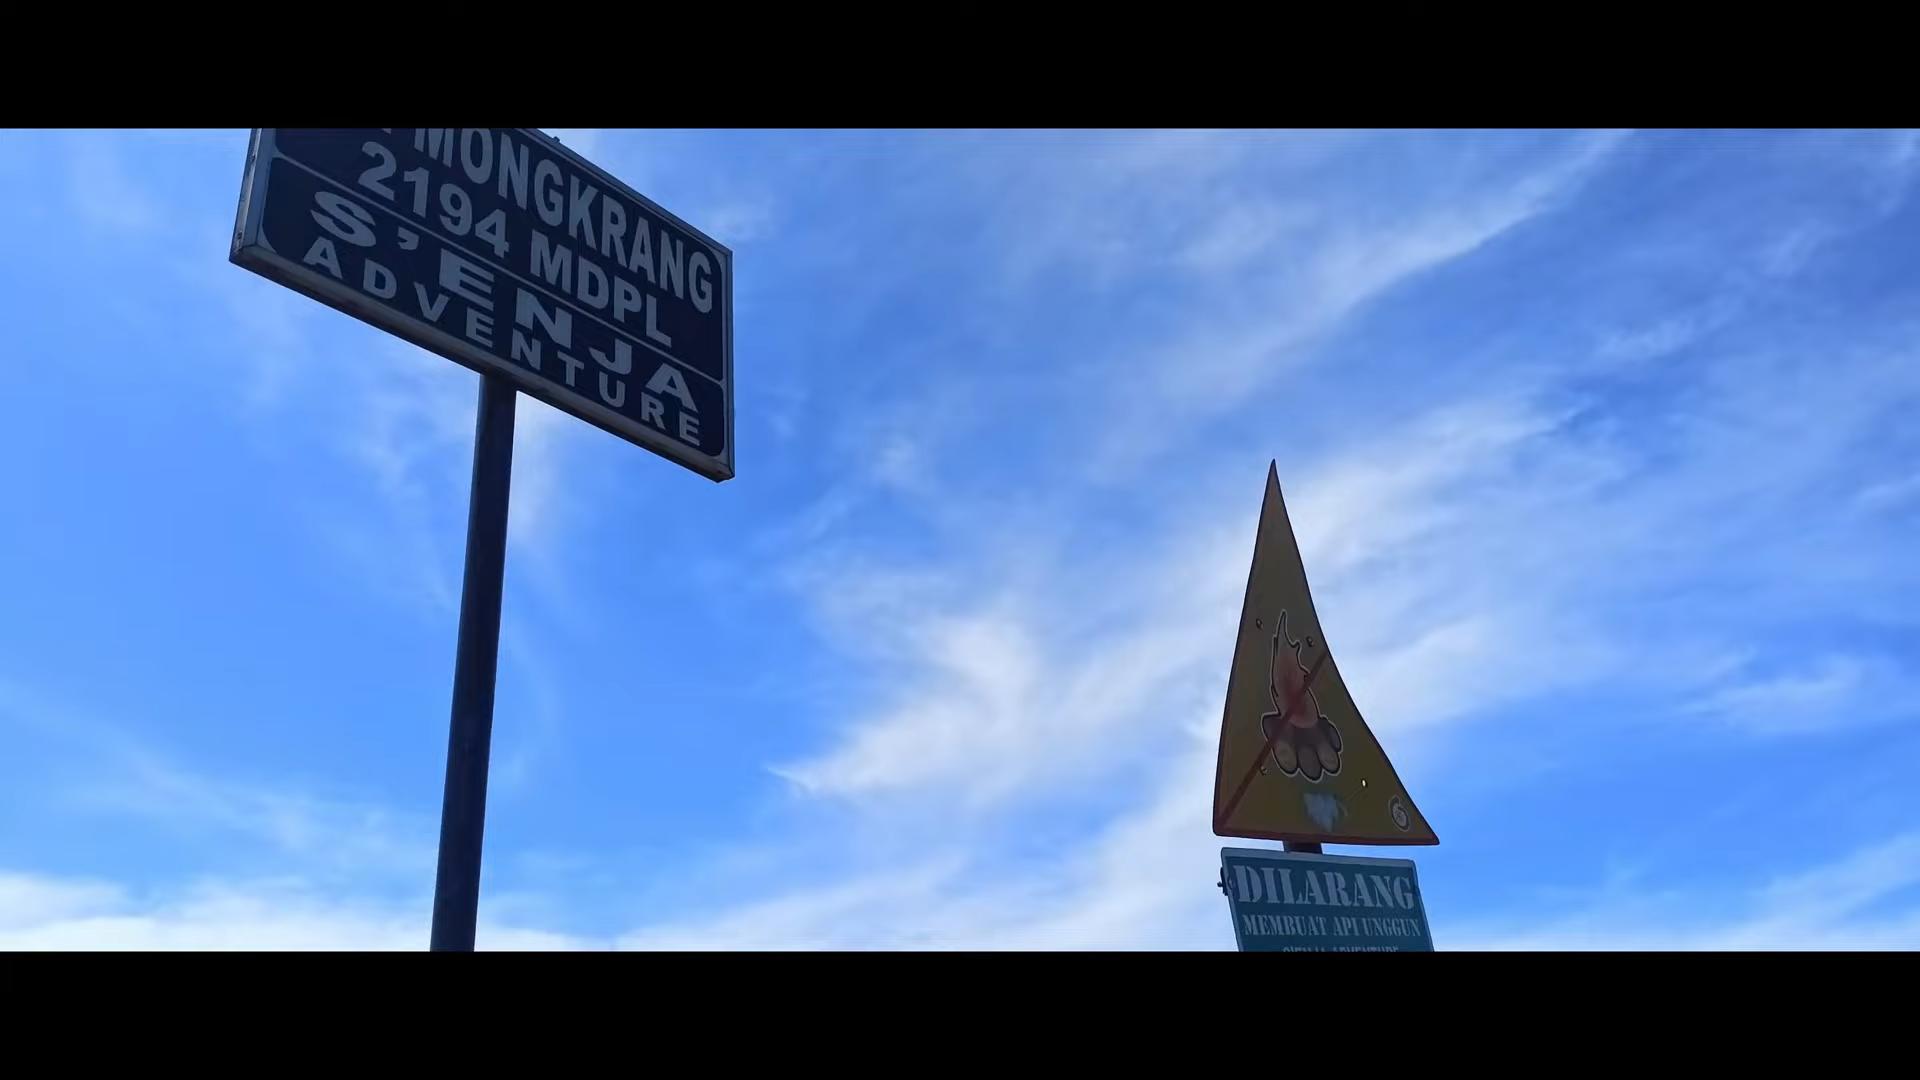 MONGKRANG
2194 MDPL
S'ENJA
ADVENTURE
DILARANG
MEMBUAT API UNGGUN